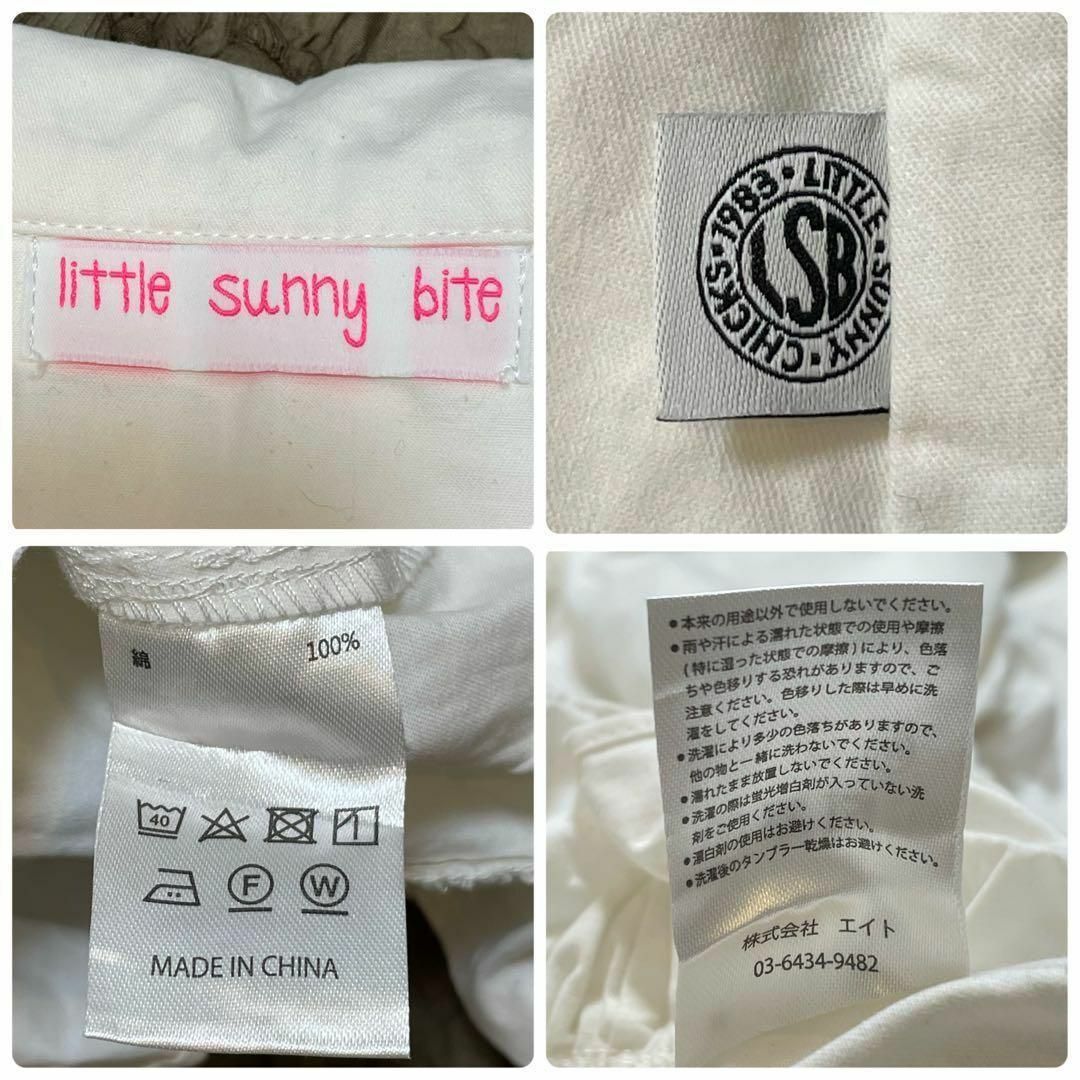 little sunny bite
1983・LITTLE・SUNNY・CHICKS・
LSB
綿 100%
40
F W
MADE IN CHINA
●本来の用途以外で使用しないでください。
●雨や汗による濡れた状態での使用や摩擦
(特に湿った状態での摩擦)により、色落
ちや色移りする恐れがありますので、ご
注意ください。色移りした際は早めに洗
濯をしてください。
●洗濯により多少の色落ちがありますので、
他の物と一緒に洗わないでください。
●濡れたまま放置しないでください。
●洗濯の際は蛍光増白剤が入っていない洗
剤をご使用ください。
●漂白剤の使用はお避けください。
●洗濯後のタンブラー乾燥はお避けください。
株式会社 エイト
03-6434-9482